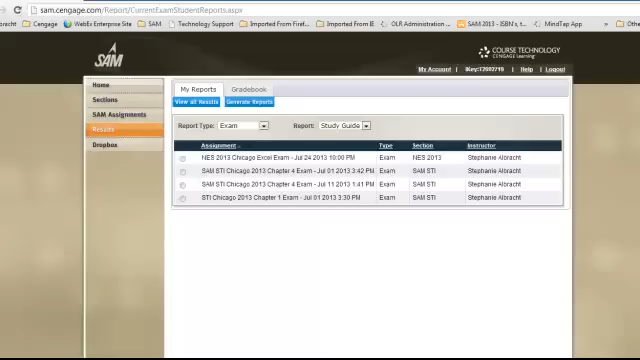 sam.cengage.com/Report/CurrentExamStudentReports.aspx
bracht
Cengage
WebEx Enterprise Site
SAM
Technology Support
Imported From Firef...
Imported From IE
OLR Administration ...
SAM 2013 - ISBN's, t...
MindTap App
»
Othe
SAM
COURSE TECHNOLOGY
CENGAGE Learning
My Account | Help | Logout
Home
Sections
SAM Assignments
Results
Dropbox
My Reports Gradebook
View all Results Generate Reports
Report Type: Exam Report: Study Guide
Assignment Type Section Instructor
NES 2013 Chicago Excel Exam - Jul 24 2013 10:00 PM Exam NES 2013 Stephanie Albracht
SAM STI Chicago 2013 Chapter 4 Exam - Jul 01 2013 3:42 PM Exam SAM STI Stephanie Albracht
SAM STI Chicago 2013 Chapter 4 Exam - Jul 11 2013 1:41 PM Exam SAM STI Stephanie Albracht
STI Chicago 2013 Chapter 1 Exam - Jul 01 2013 3:30 PM Exam SAM STI Stephanie Albracht